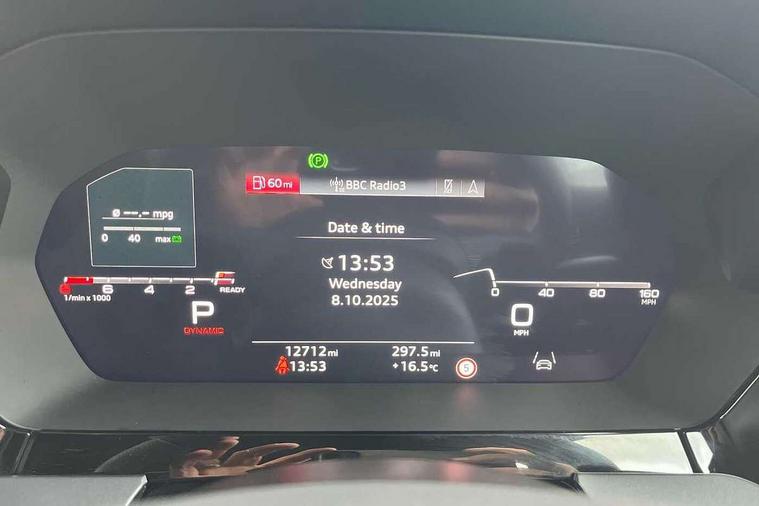 P
60 mi BBC Radio3
ø --.- mpg
0 40 max
Date & time
13:53
Wednesday
8.10.2025
6 4 2 READY
1/min x 1000
P
DYNAMIC
0 40 80 160
MPH
0
MPH
12712 mi 297.5 mi
13:53 +16.5°C 5